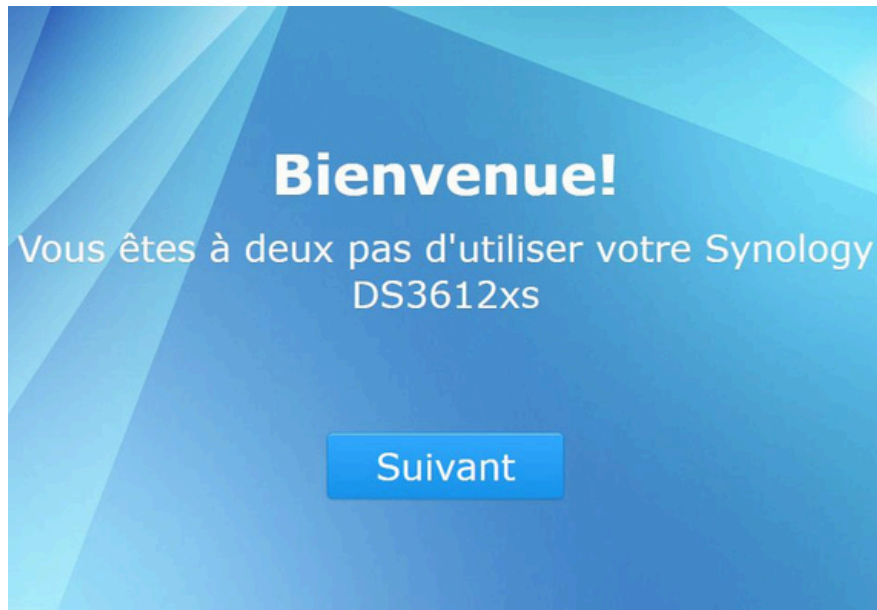 Bienvenue!
Vous êtes à deux pas d'utiliser votre Synology
DS3612xs
Suivant